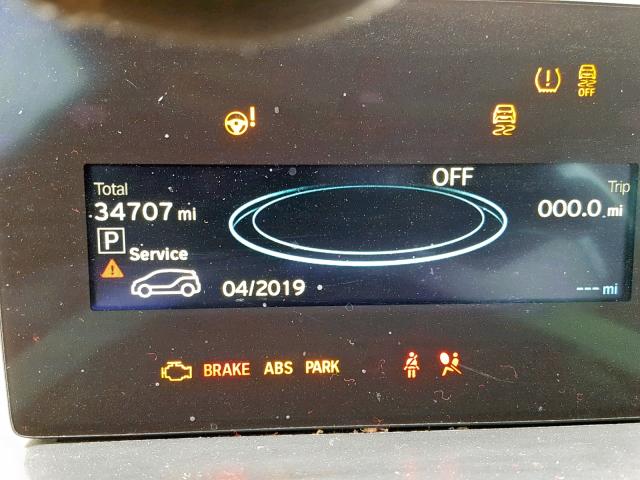 OFF
OFF
Total
Trip
34707 mi
000.0 mi
P
Service
04/2019
--- mi
BRAKE ABS PARK